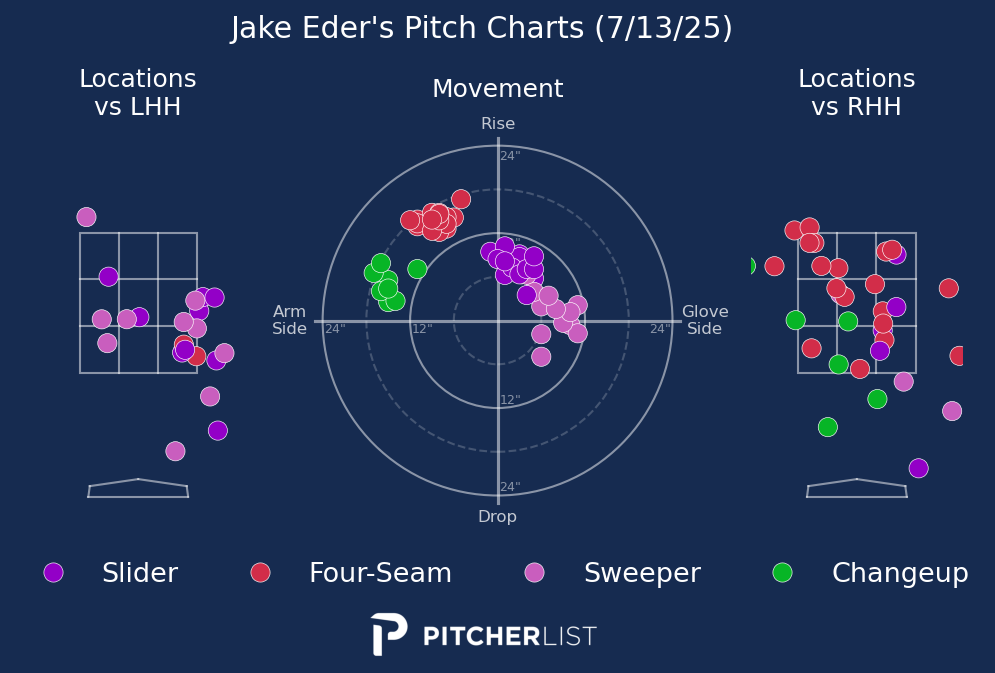 Jake Eder's Pitch Charts (7/13/25)
Locations
vs LHH
Movement
Locations
vs RHH
Rise
24"
Arm
Side
24"
12"
24"
Glove
Side
12"
24"
Drop
Slider
Four-Seam
Sweeper
Changeup
PITCHERLIST